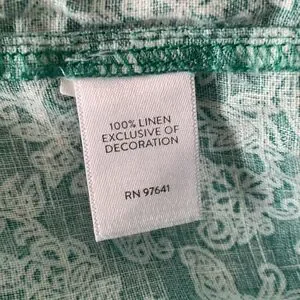 100% LINEN
EXCLUSIVE OF
DECORATION
RN 97641